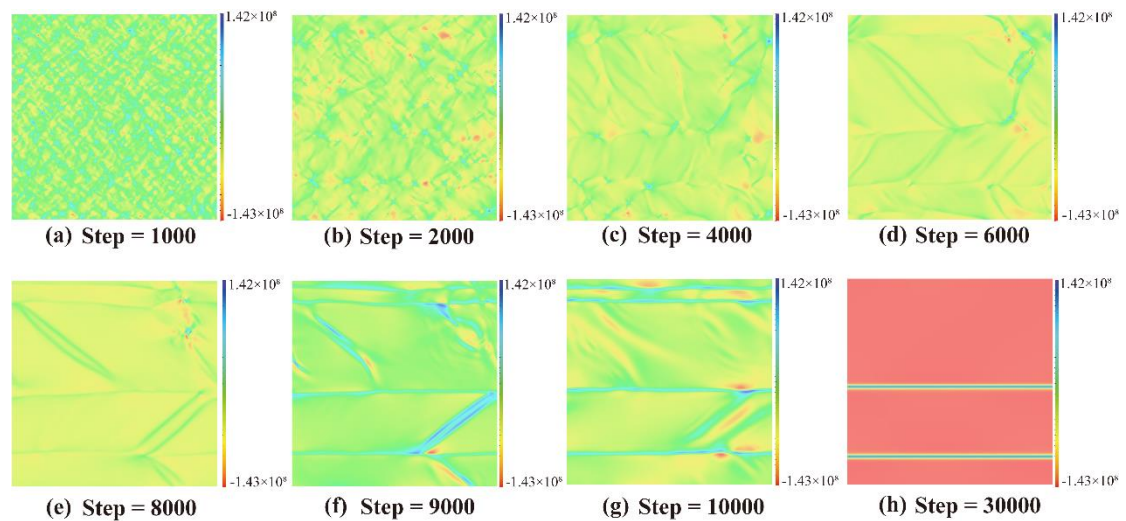 1.42×10⁸
-1.43×10⁸
(a) Step = 1000
1.42×10⁸
-1.43×10⁸
(b) Step = 2000
1.42×10⁸
-1.43×10⁸
(c) Step = 4000
1.42×10⁸
-1.43×10⁸
(d) Step = 6000
1.42×10⁸
-1.43×10⁸
(e) Step = 8000
1.42×10⁸
-1.43×10⁸
(f) Step = 9000
1.42×10⁸
-1.43×10⁸
(g) Step = 10000
1.42×10⁸
-1.43×10⁸
(h) Step = 30000